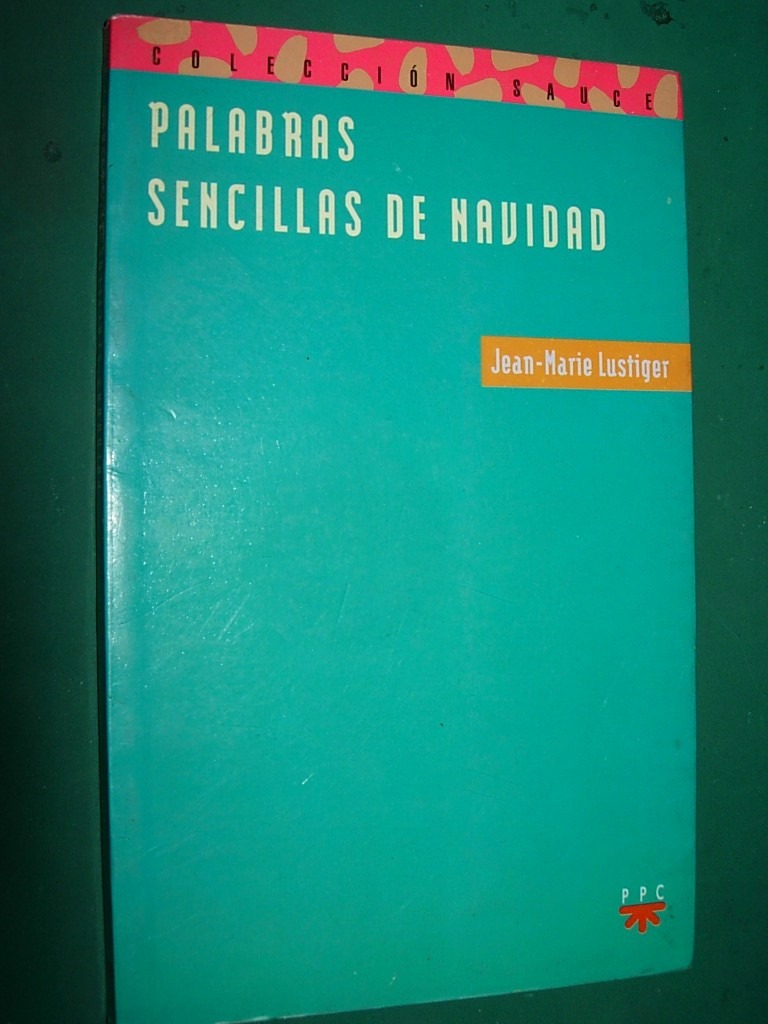 COLECCIÓN SAUCE
PALABRAS
SENCILLAS DE NAVIDAD
Jean-Marie Lustiger
PPC